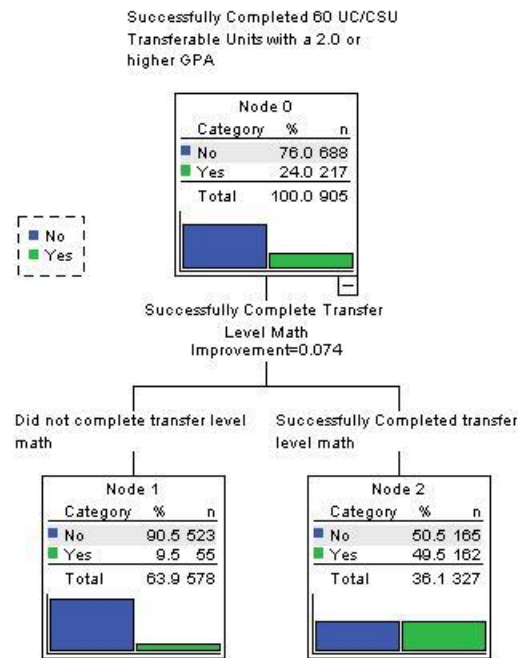 Successfully Completed 60 UC/CSU
Transferable Units with a 2.0 or
higher GPA
Node 0
Category % n
No 76.0 688
Yes 24.0 217
Total 100.0 905
No
Yes
Successfully Complete Transfer
Level Math
Improvement=0.074
Did not complete transfer level
math
Successfully Completed transfer
level math
Node 1
Category % n
No 90.5 523
Yes 9.5 55
Total 63.9 578
Node 2
Category % n
No 50.5 165
Yes 49.5 162
Total 36.1 327